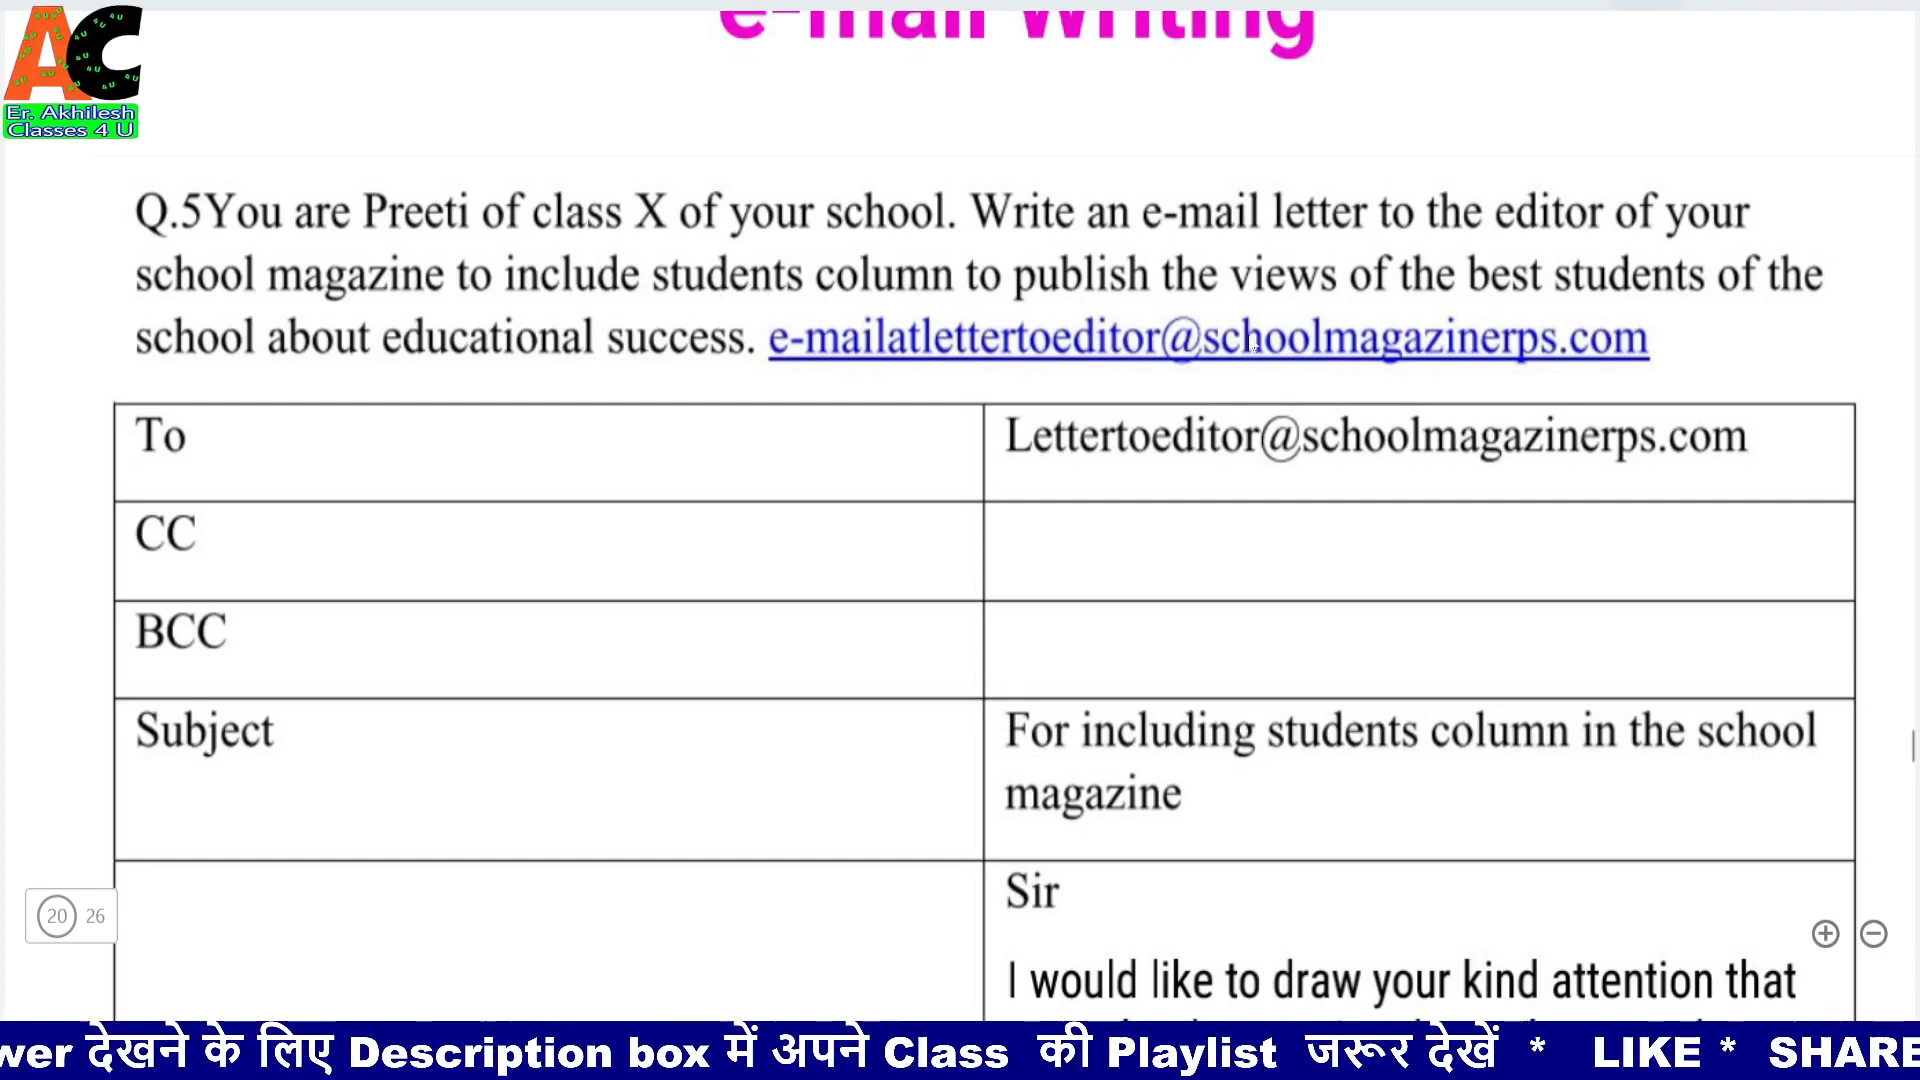 e-mail Writing
AC
Er. Akhilesh
Classes 4 U
Q.5You are Preeti of class X of your school. Write an e-mail letter to the editor of your
school magazine to include students column to publish the views of the best students of the
school about educational success. e-mailatlettertoeditor@schoolmagazinerps.com
To
Lettertoeditor@schoolmagazinerps.com
CC
BCC
Subject
For including students column in the school
magazine
Sir
I would like to draw your kind attention that
20 26
wer देखने के लिए Description box में अपने Class की Playlist जरूर देखें * LIKE * SHARE